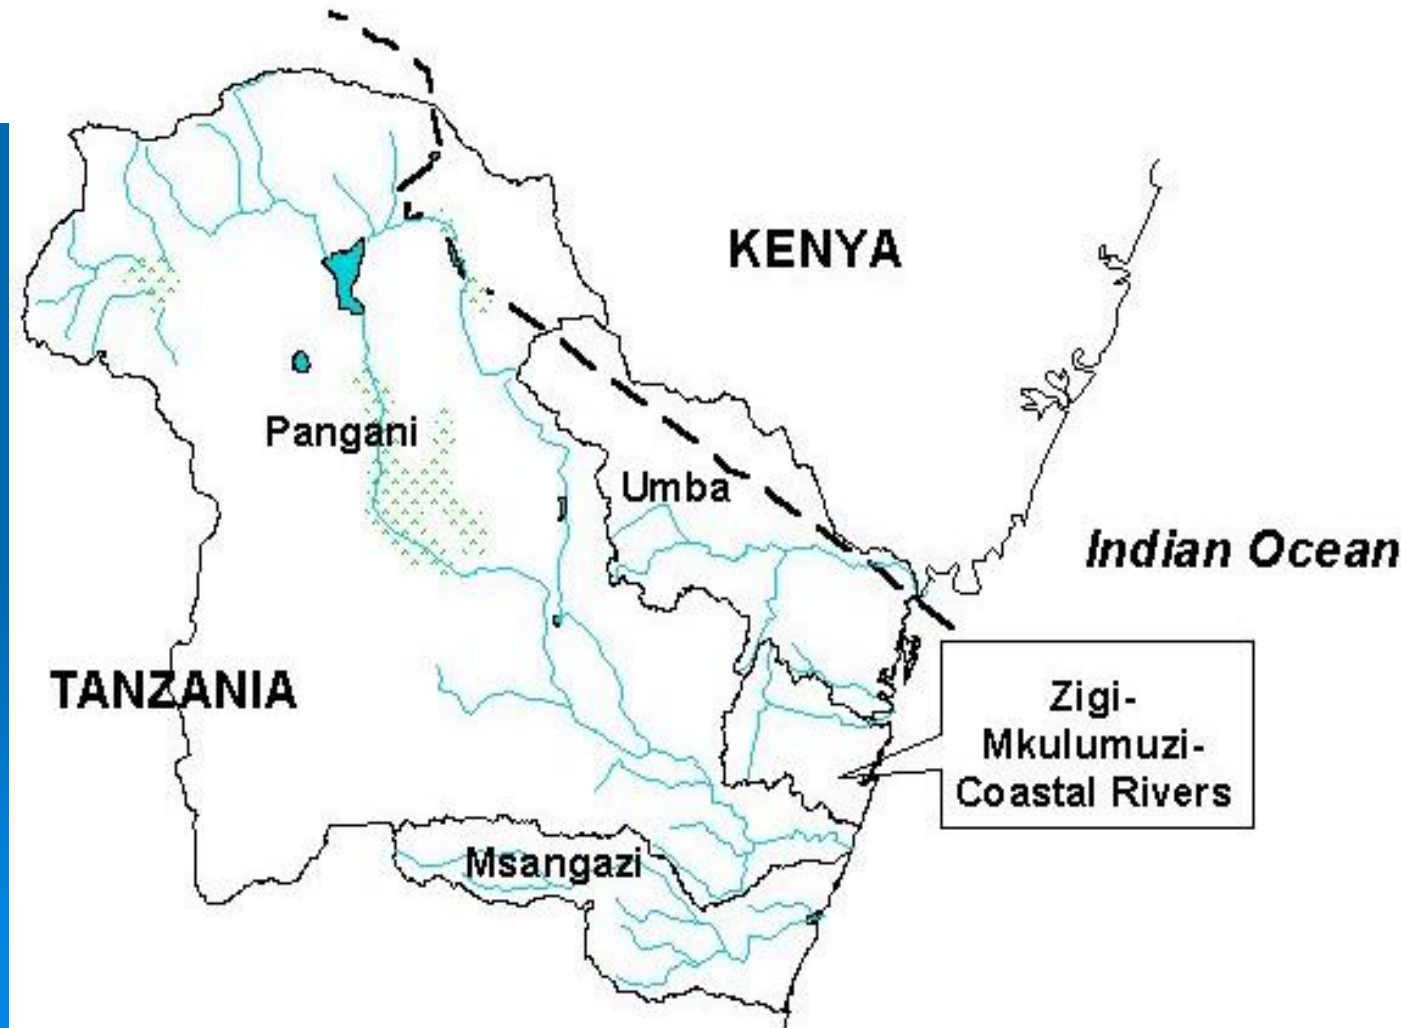 KENYA
Pangani
Umba
Indian Ocean
TANZANIA
Zigi-
Mkulumuzi-
Coastal Rivers
Msangazi